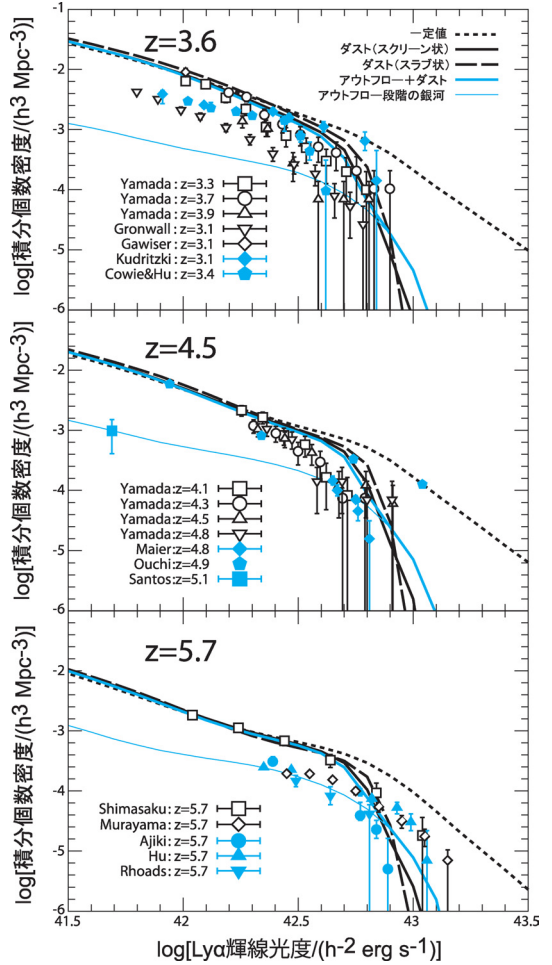 z=3.6
一定値
ダスト(スクリーン状)
ダスト(スラブ状)
アウトフロー+ダスト
アウトフロー段階の銀河
log[積分個数密度/(h³ Mpc⁻³)]
-2
-3
-4
-5
-6
Yamada : z=3.3
Yamada : z=3.7
Yamada : z=3.9
Gronwall : z=3.1
Gawiser : z=3.1
Kudritzki : z=3.1
Cowie&Hu : z=3.4
z=4.5
log[積分個数密度/(h³ Mpc⁻³)]
-2
-3
-4
-5
-6
Yamada:z=4.1
Yamada:z=4.3
Yamada:z=4.5
Yamada:z=4.8
Maier:z=4.8
Ouchi:z=4.9
Santos:z=5.1
z=5.7
log[積分個数密度/(h³ Mpc⁻³)]
-2
-3
-4
-5
-6
Shimasaku:z=5.7
Murayama:z=5.7
Ajiki:z=5.7
Hu:z=5.7
Rhoads:z=5.7
41.5 42 42.5 43 43.5
log[Lyα輝線光度/(h⁻² erg s⁻¹)]